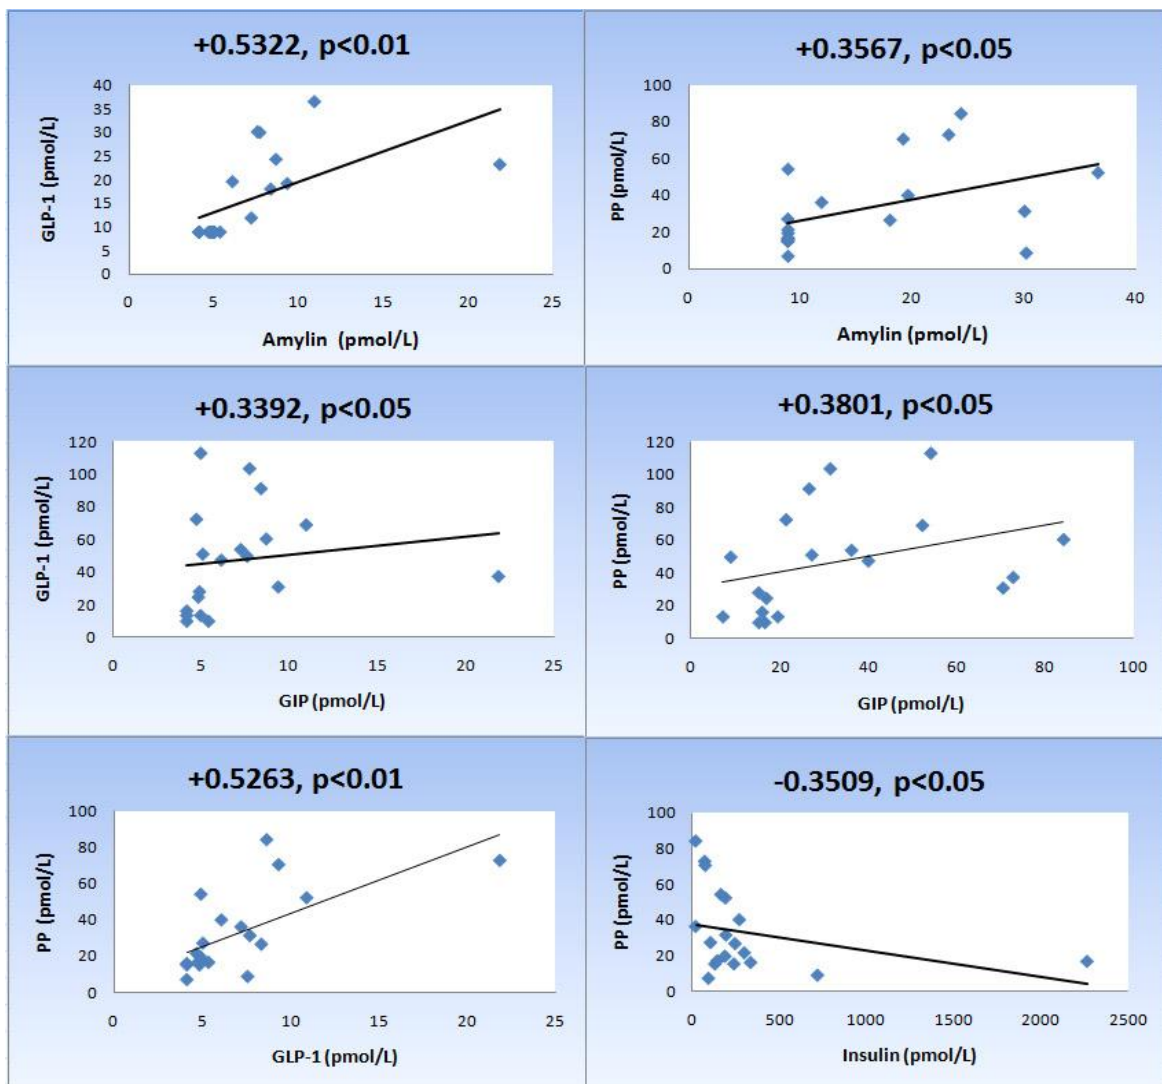 +0.5322, p<0.01
GLP-1 (pmol/L)
40
35
30
25
20
15
10
5
0
0 5 10 15 20 25
Amylin (pmol/L)
+0.3567, p<0.05
PP (pmol/L)
100
80
60
40
20
0
0 10 20 30 40
Amylin (pmol/L)
+0.3392, p<0.05
GLP-1 (pmol/L)
120
100
80
60
40
20
0
0 5 10 15 20 25
GIP (pmol/L)
+0.3801, p<0.05
PP (pmol/L)
120
100
80
60
40
20
0
0 20 40 60 80 100
GIP (pmol/L)
+0.5263, p<0.01
PP (pmol/L)
100
80
60
40
20
0
0 5 10 15 20 25
GLP-1 (pmol/L)
-0.3509, p<0.05
PP (pmol/L)
100
80
60
40
20
0
0 500 1000 1500 2000 2500
Insulin (pmol/L)